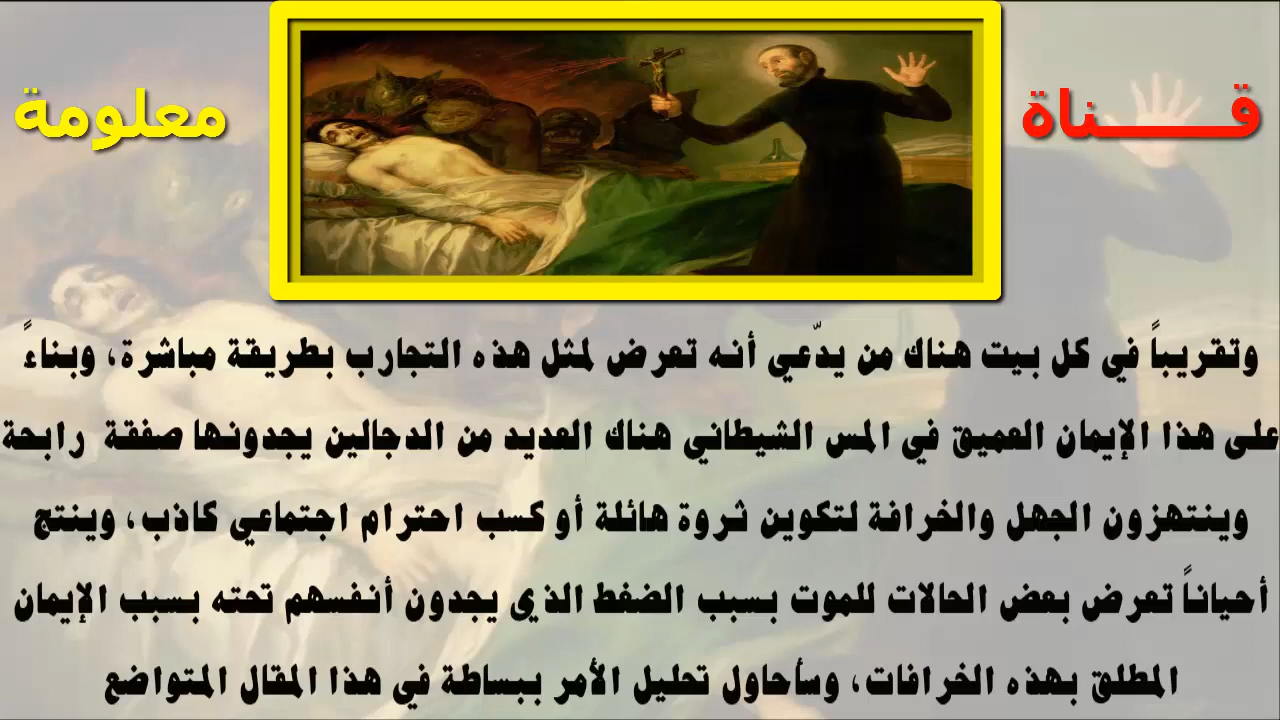 قـــــناة
معلومة
وتقريباً في كل بيت هناك من يدّعي أنه تعرض لمثل هذه التجارب بطريقة مباشرة، وبناءً
على هذا الإيمان العميق في المس الشيطاني هناك العديد من الدجالين يجدونها صفقة رابحة
وينتهزون الجهل والخرافة لتكوين ثروة هائلة أو كسب احترام اجتماعي كاذب، وينتج
أحياناً تعرض بعض الحالات للموت بسبب الضغط الذي يجدون أنفسهم تحته بسبب الإيمان
المطلق بهذه الخرافات، وسأحاول تحليل الأمر ببساطة في هذا المقال المتواضع